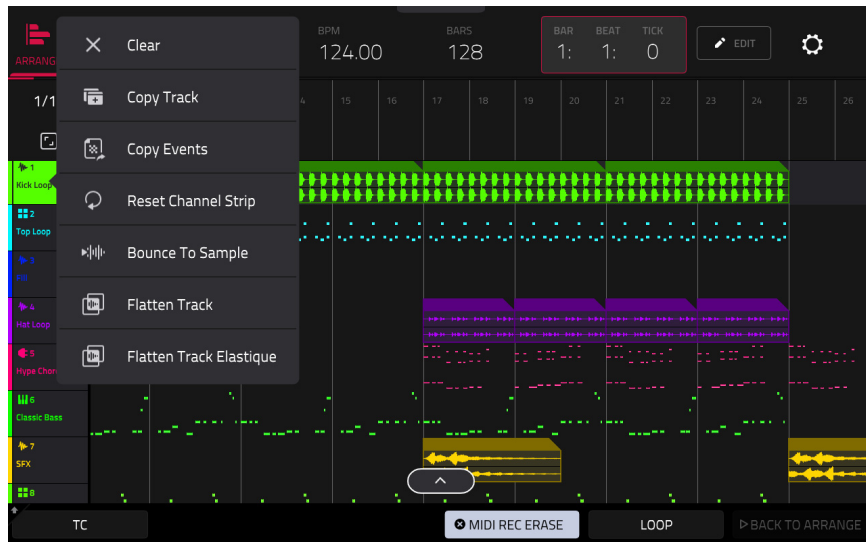 ARRANG
BPM
124.00
BARS
128
BAR
BEAT
TICK
1:
1:
0
EDIT
Clear
Copy Track
Copy Events
Reset Channel Strip
Bounce To Sample
Flatten Track
Flatten Track Elastique
1/1
4
15
16
17
18
19
20
21
22
23
24
25
26
1
Kick Loop
2
Top Loop
3
4
Hat Loop
5
Hype Chor
6
Classic Bass
7
SFX
8
TC
MIDI REC ERASE
LOOP
BACK TO ARRANGE